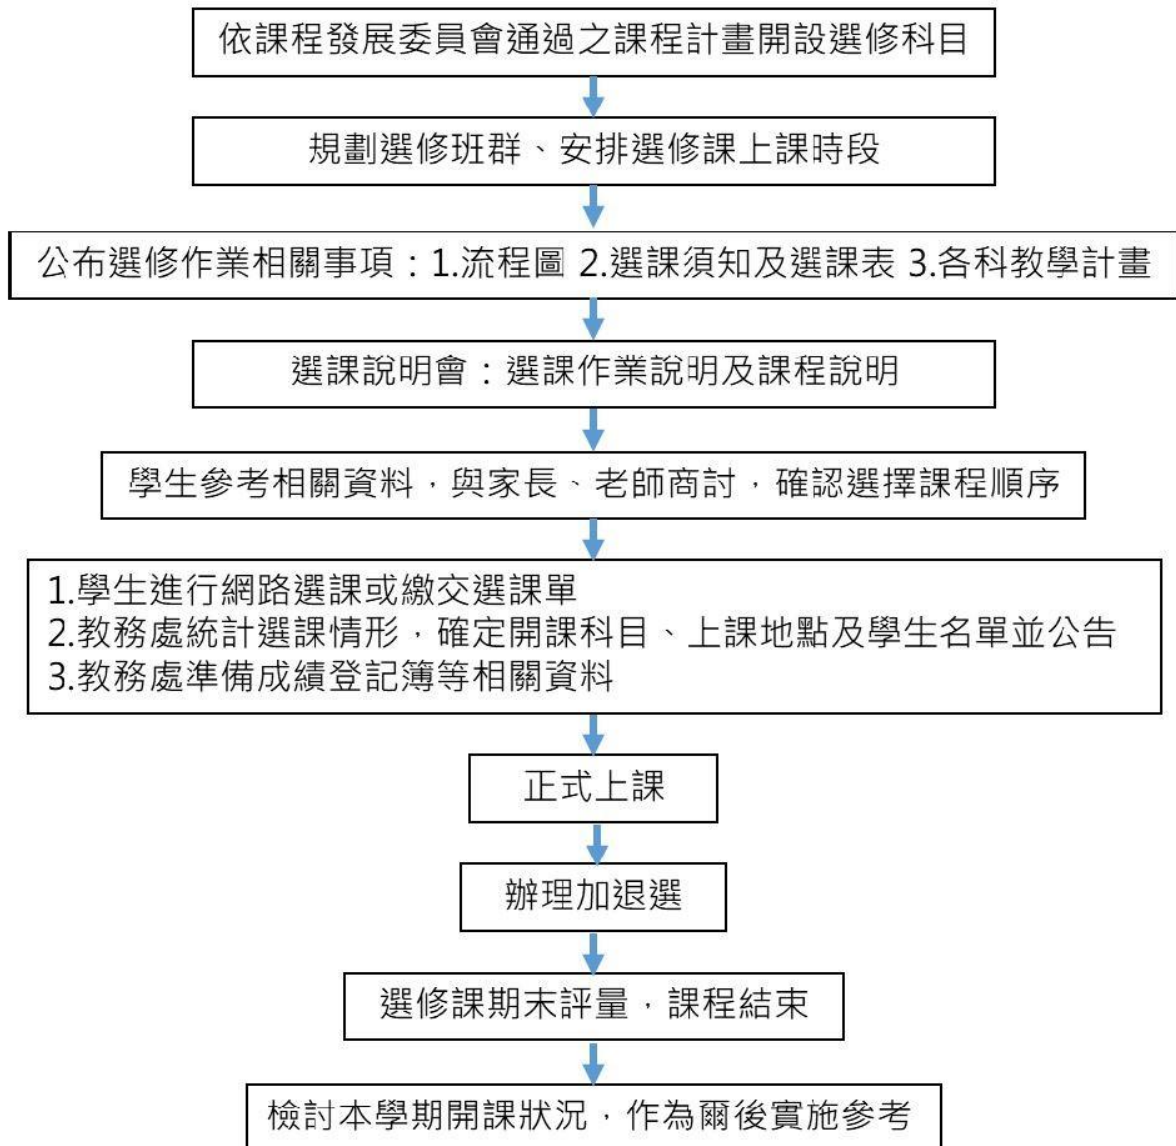 依課程發展委員會通過之課程計畫開設選修科目
規劃選修班群、安排選修課上課時段
公布選修作業相關事項：1.流程圖 2.選課須知及選課表 3.各科教學計畫
選課說明會：選課作業說明及課程說明
學生參考相關資料，與家長、老師商討，確認選擇課程順序
1.學生進行網路選課或繳交選課單
2.教務處統計選課情形，確定開課科目、上課地點及學生名單並公告
3.教務處準備成績登記簿等相關資料
正式上課
辦理加退選
選修課期末評量，課程結束
檢討本學期開課狀況，作為爾後實施參考